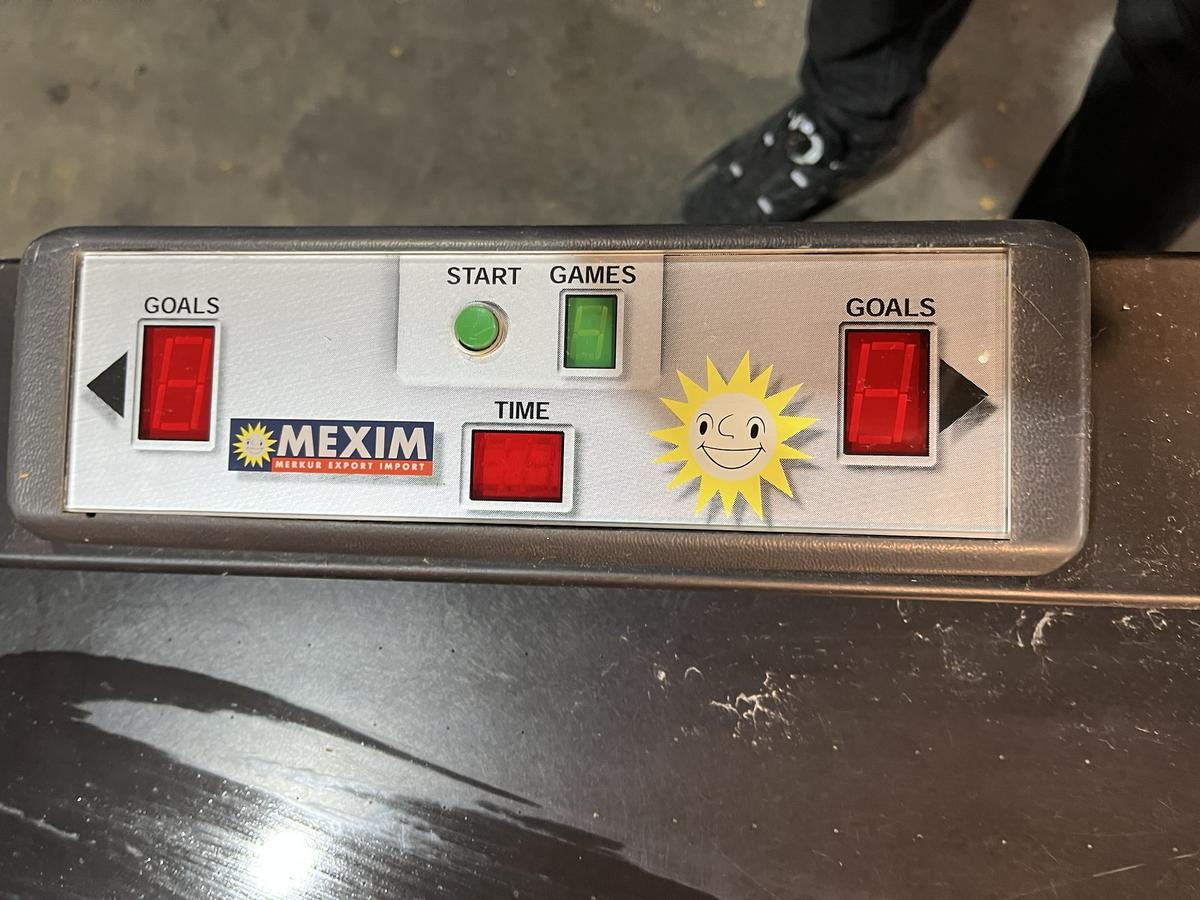 START GAMES
GOALS
GOALS
TIME
MEXIM
MERKUR EXPORT IMPORT